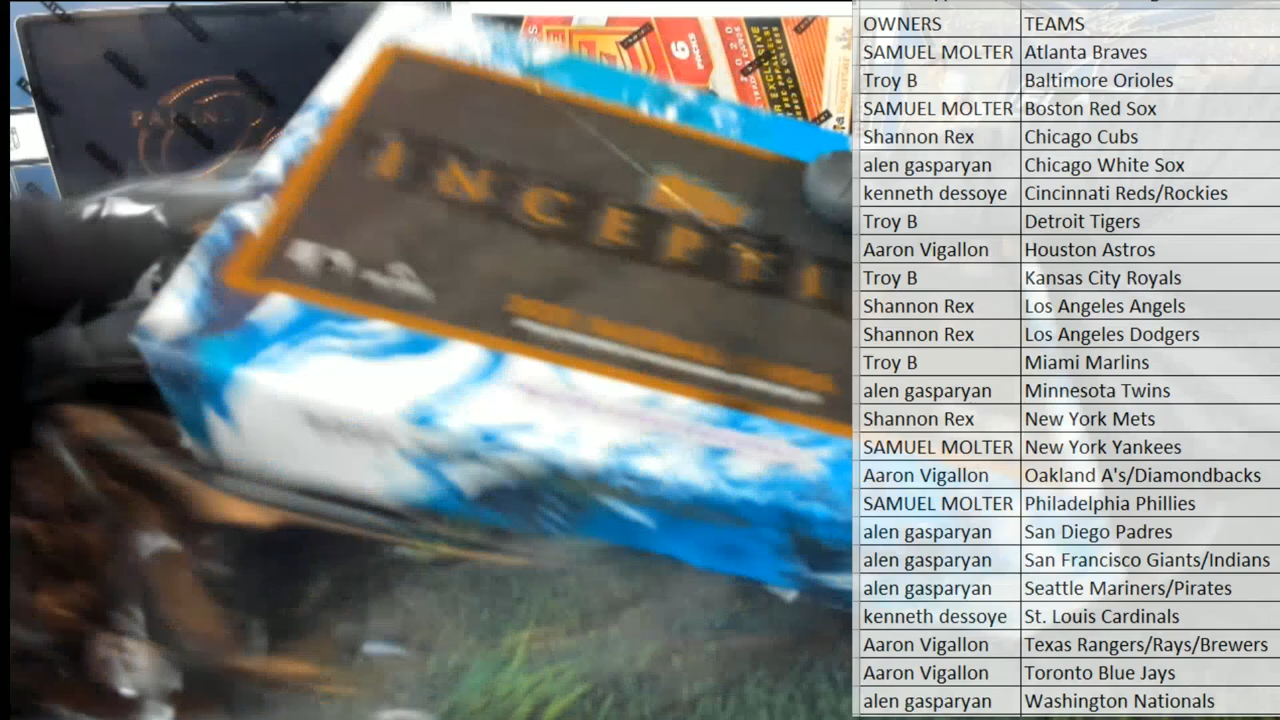 PANINI
INCEPTI
OWNERS TEAMS
SAMUEL MOLTER Atlanta Braves
Troy B Baltimore Orioles
SAMUEL MOLTER Boston Red Sox
Shannon Rex Chicago Cubs
alen gasparyan Chicago White Sox
kenneth dessoye Cincinnati Reds/Rockies
Troy B Detroit Tigers
Aaron Vigallon Houston Astros
Troy B Kansas City Royals
Shannon Rex Los Angeles Angels
Shannon Rex Los Angeles Dodgers
Troy B Miami Marlins
alen gasparyan Minnesota Twins
Shannon Rex New York Mets
SAMUEL MOLTER New York Yankees
Aaron Vigallon Oakland A's/Diamondbacks
SAMUEL MOLTER Philadelphia Phillies
alen gasparyan San Diego Padres
alen gasparyan San Francisco Giants/Indians
alen gasparyan Seattle Mariners/Pirates
kenneth dessoye St. Louis Cardinals
Aaron Vigallon Texas Rangers/Rays/Brewers
Aaron Vigallon Toronto Blue Jays
alen gasparyan Washington Nationals